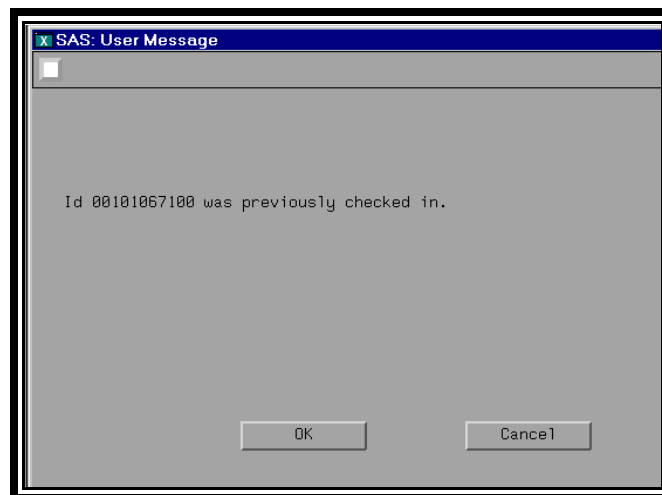 X SAS: User Message
Id 00101067100 was previously checked in.
OK Cancel